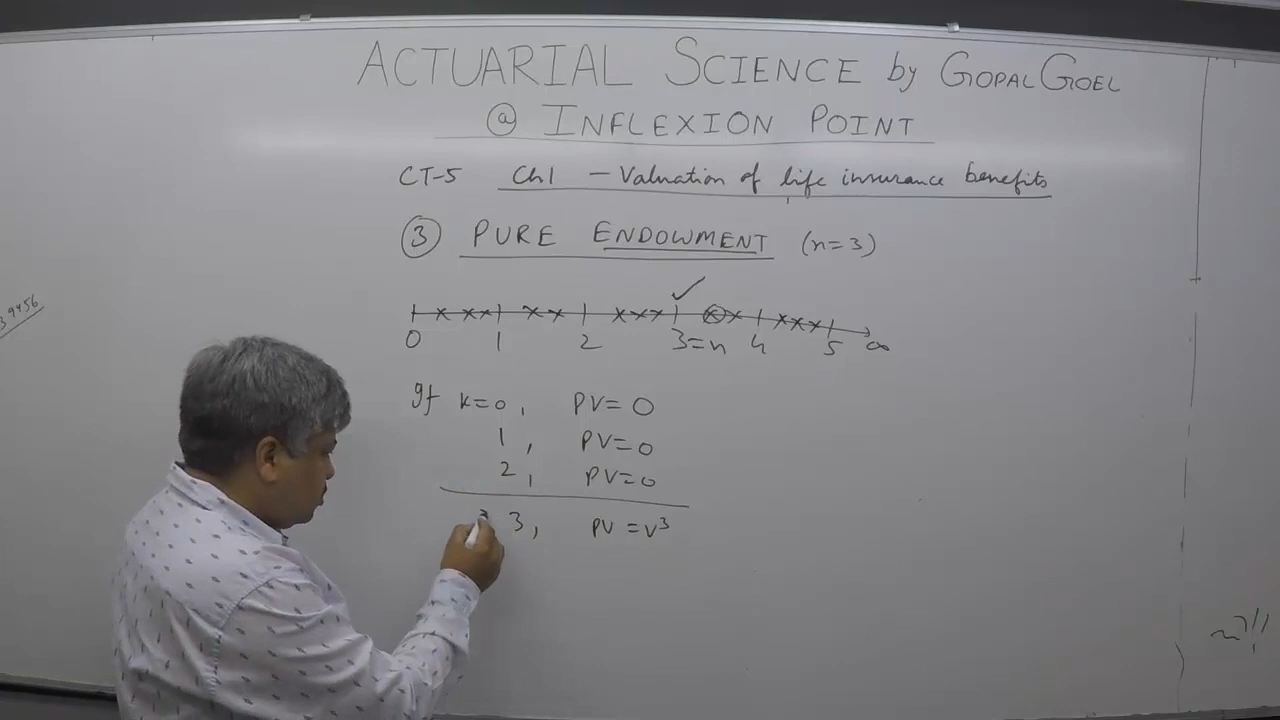 ACTUARIAL SCIENCE by GOPAL GOEL
@ INFLEXION POINT
CT-5 Ch1 - Valuation of life insurance benefits
③ PURE ENDOWMENT (n=3)
0 1 2 3=n 4 5 ∞
If K=0, PV=0
1, PV=0
2, PV=0
3, PV=v³
9456